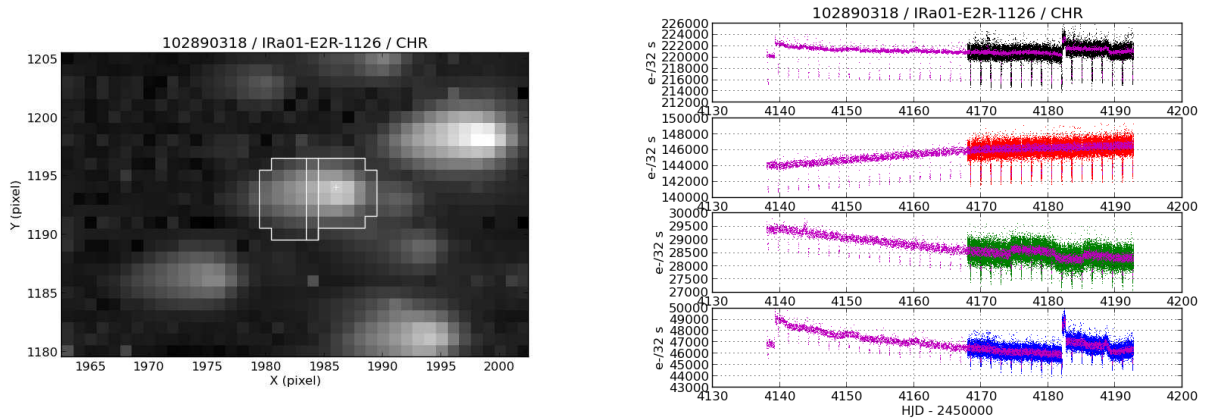 102890318 / IRa01-E2R-1126 / CHR
1205
1200
1195
1190
1185
1180
Y (pixel)
1965 1970 1975 1980 1985 1990 1995 2000
X (pixel)
102890318 / IRa01-E2R-1126 / CHR
226000
224000
222000
220000
218000
216000
214000
212000
e-/32 s
4130 4140 4150 4160 4170 4180 4190 4200
150000
148000
146000
144000
142000
140000
e-/32 s
4130 4140 4150 4160 4170 4180 4190 4200
30000
29500
29000
28500
28000
27500
27000
e-/32 s
4130 4140 4150 4160 4170 4180 4190 4200
50000
49000
48000
47000
46000
45000
44000
43000
e-/32 s
4130 4140 4150 4160 4170 4180 4190 4200
HJD - 2450000